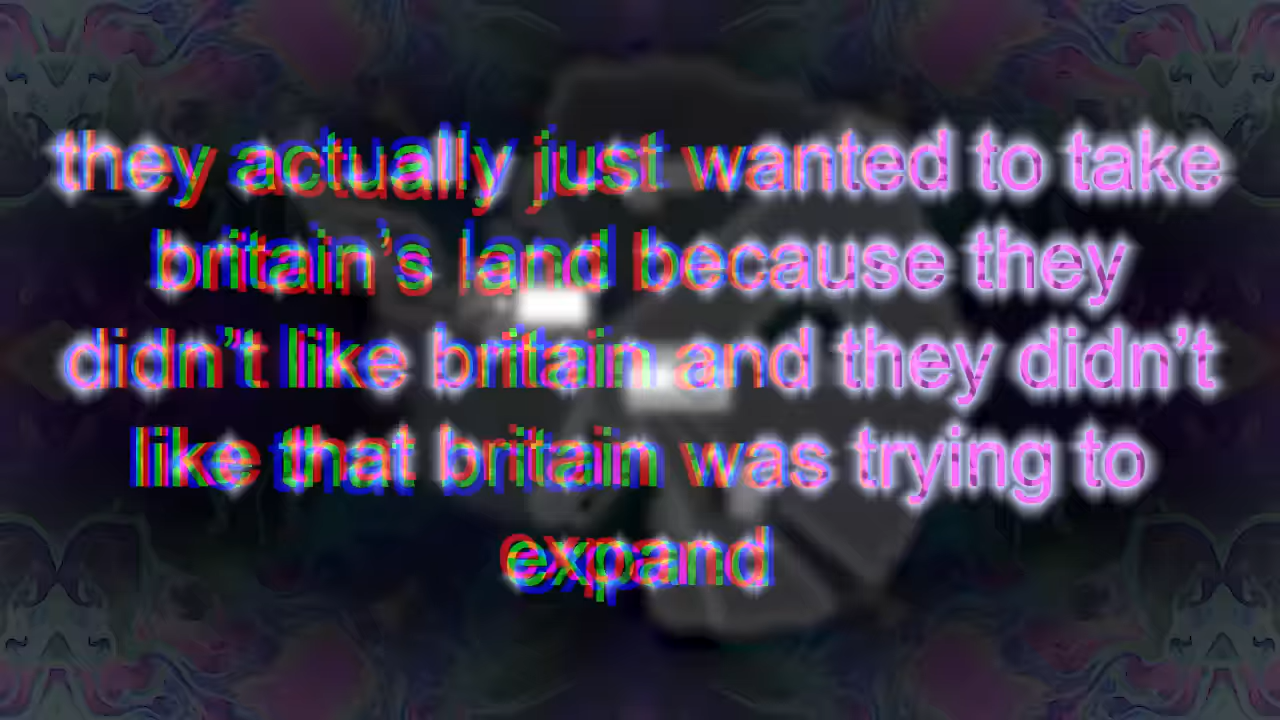 they actually just wanted to take
britain’s land because they
didn’t like britain and they didn’t
like that britain was trying to
expand